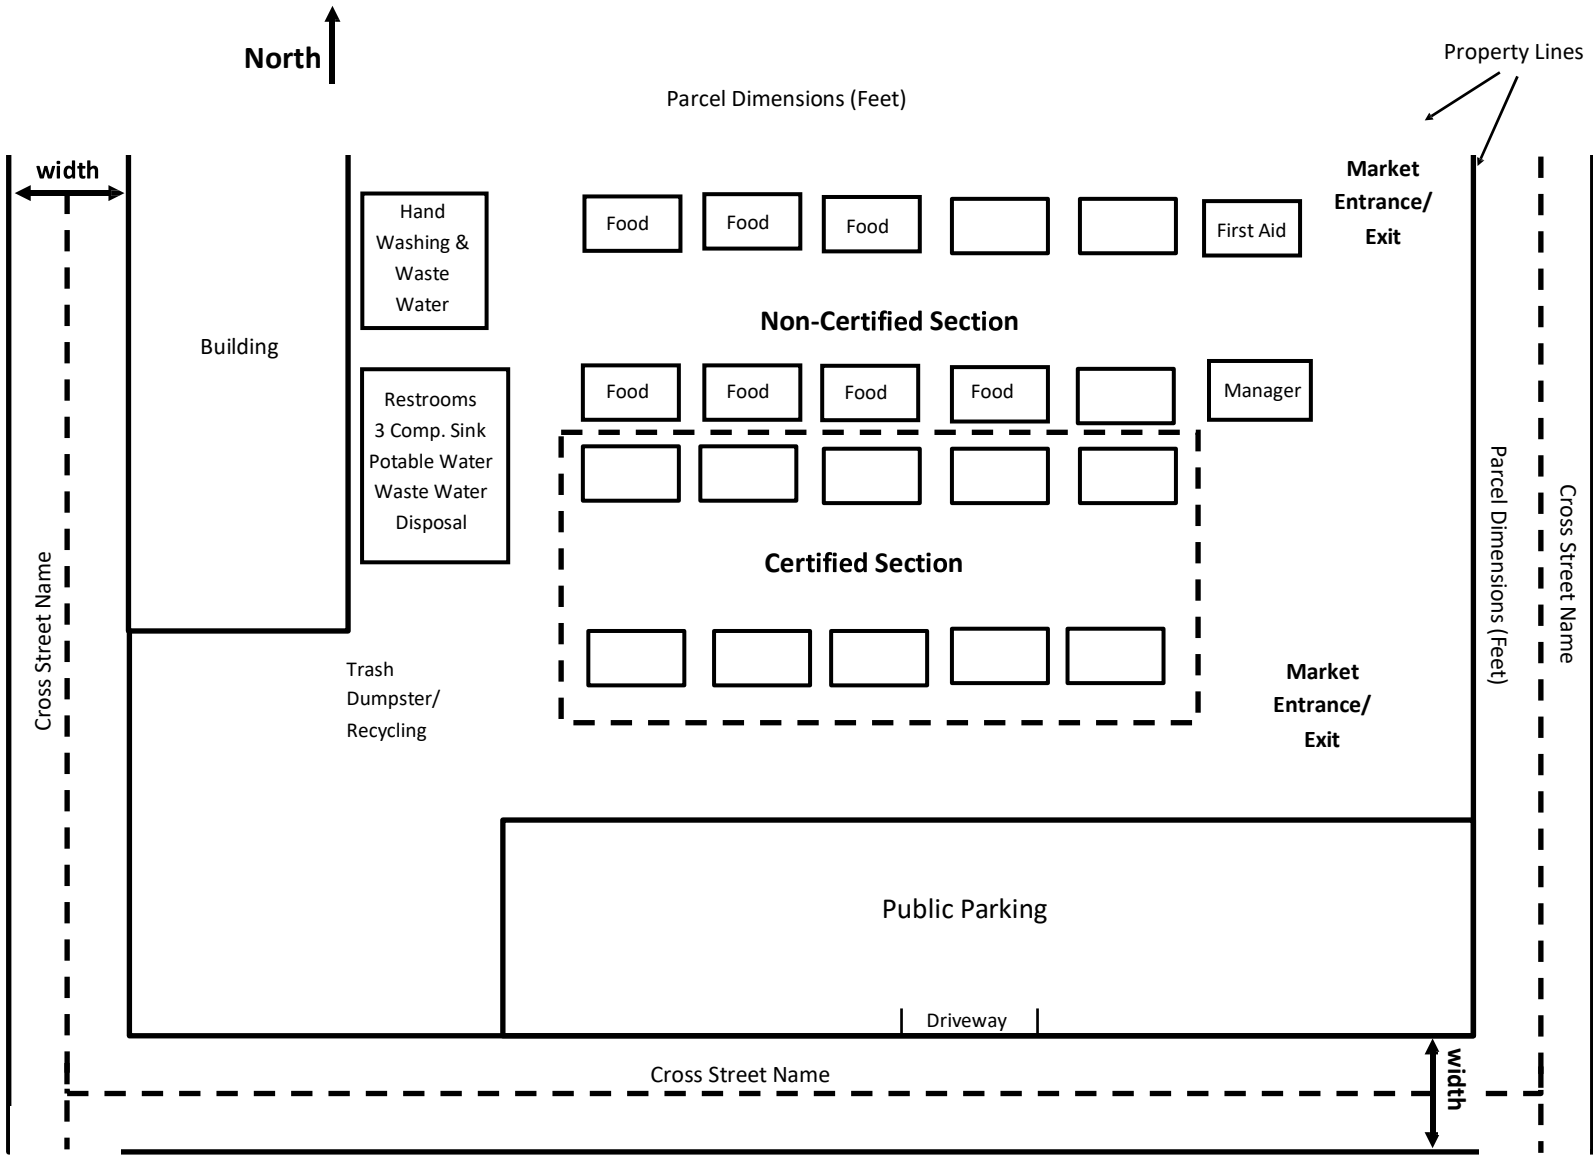 North
Property Lines
Parcel Dimensions (Feet)
width
Market
Entrance/
Exit
Hand
Washing &
Waste
Water
Food
Food
Food
First Aid
Non-Certified Section
Building
Restrooms
3 Comp. Sink
Potable Water
Waste Water
Disposal
Food
Food
Food
Food
Manager
Certified Section
Parcel Dimensions (Feet)
Cross Street Name
Cross Street Name
Trash
Dumpster/
Recycling
Market
Entrance/
Exit
Public Parking
Driveway
Cross Street Name
width